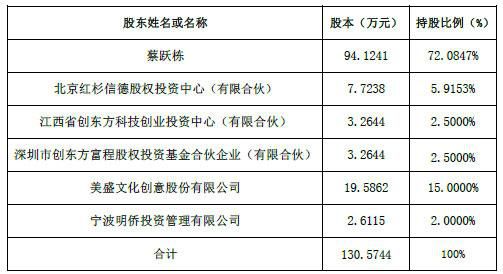 股东姓名或名称 股本（万元） 持股比例（%）
蔡跃栋 94.1241 72.0847%
北京红杉信德股权投资中心（有限合伙） 7.7238 5.9153%
江西省创东方科技创业投资中心（有限合伙） 3.2644 2.5000%
深圳市创东方富程股权投资基金合伙企业（有限合伙） 3.2644 2.5000%
美盛文化创意股份有限公司 19.5862 15.0000%
宁波明侨投资管理有限公司 2.6115 2.0000%
合计 130.5744 100%